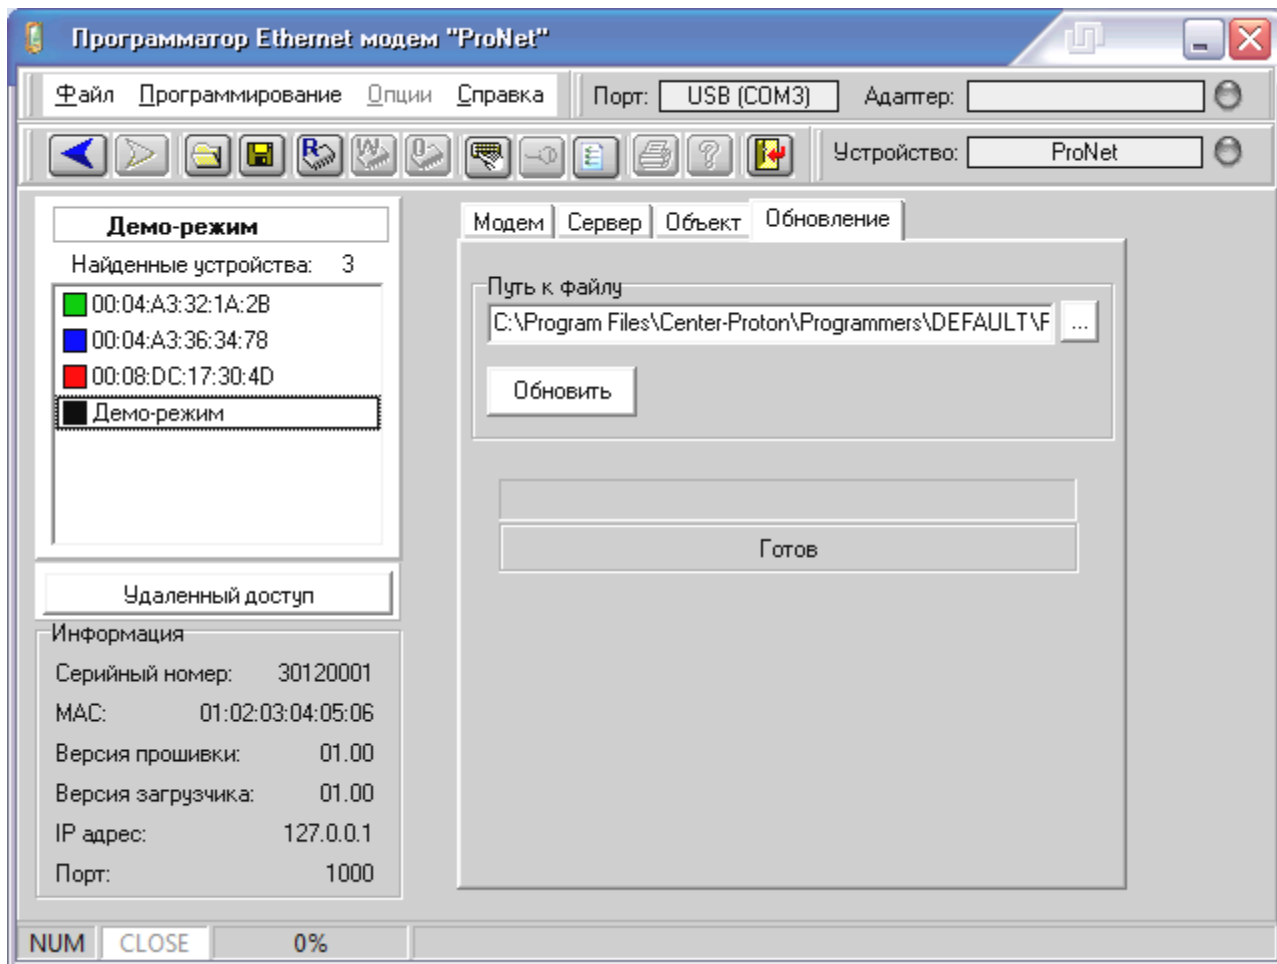 Программатор Ethernet модем "ProNet"
Файл Программирование Опции Справка Порт: USB (COM3) Адаптер:
R W O Устройство: ProNet
Демо-режим
Найденные устройства: 3
00:04:A3:32:1A:2B
00:04:A3:36:34:78
00:08:DC:17:30:4D
Демо-режим
Удаленный доступ
Информация
Серийный номер: 30120001
MAC: 01:02:03:04:05:06
Версия прошивки: 01.00
Версия загрузчика: 01.00
IP адрес: 127.0.0.1
Порт: 1000
Модем Сервер Объект Обновление
Путь к файлу
C:\Program Files\Center-Proton\Programmers\DEFAULT\F ...
Обновить
Готов
NUM CLOSE 0%